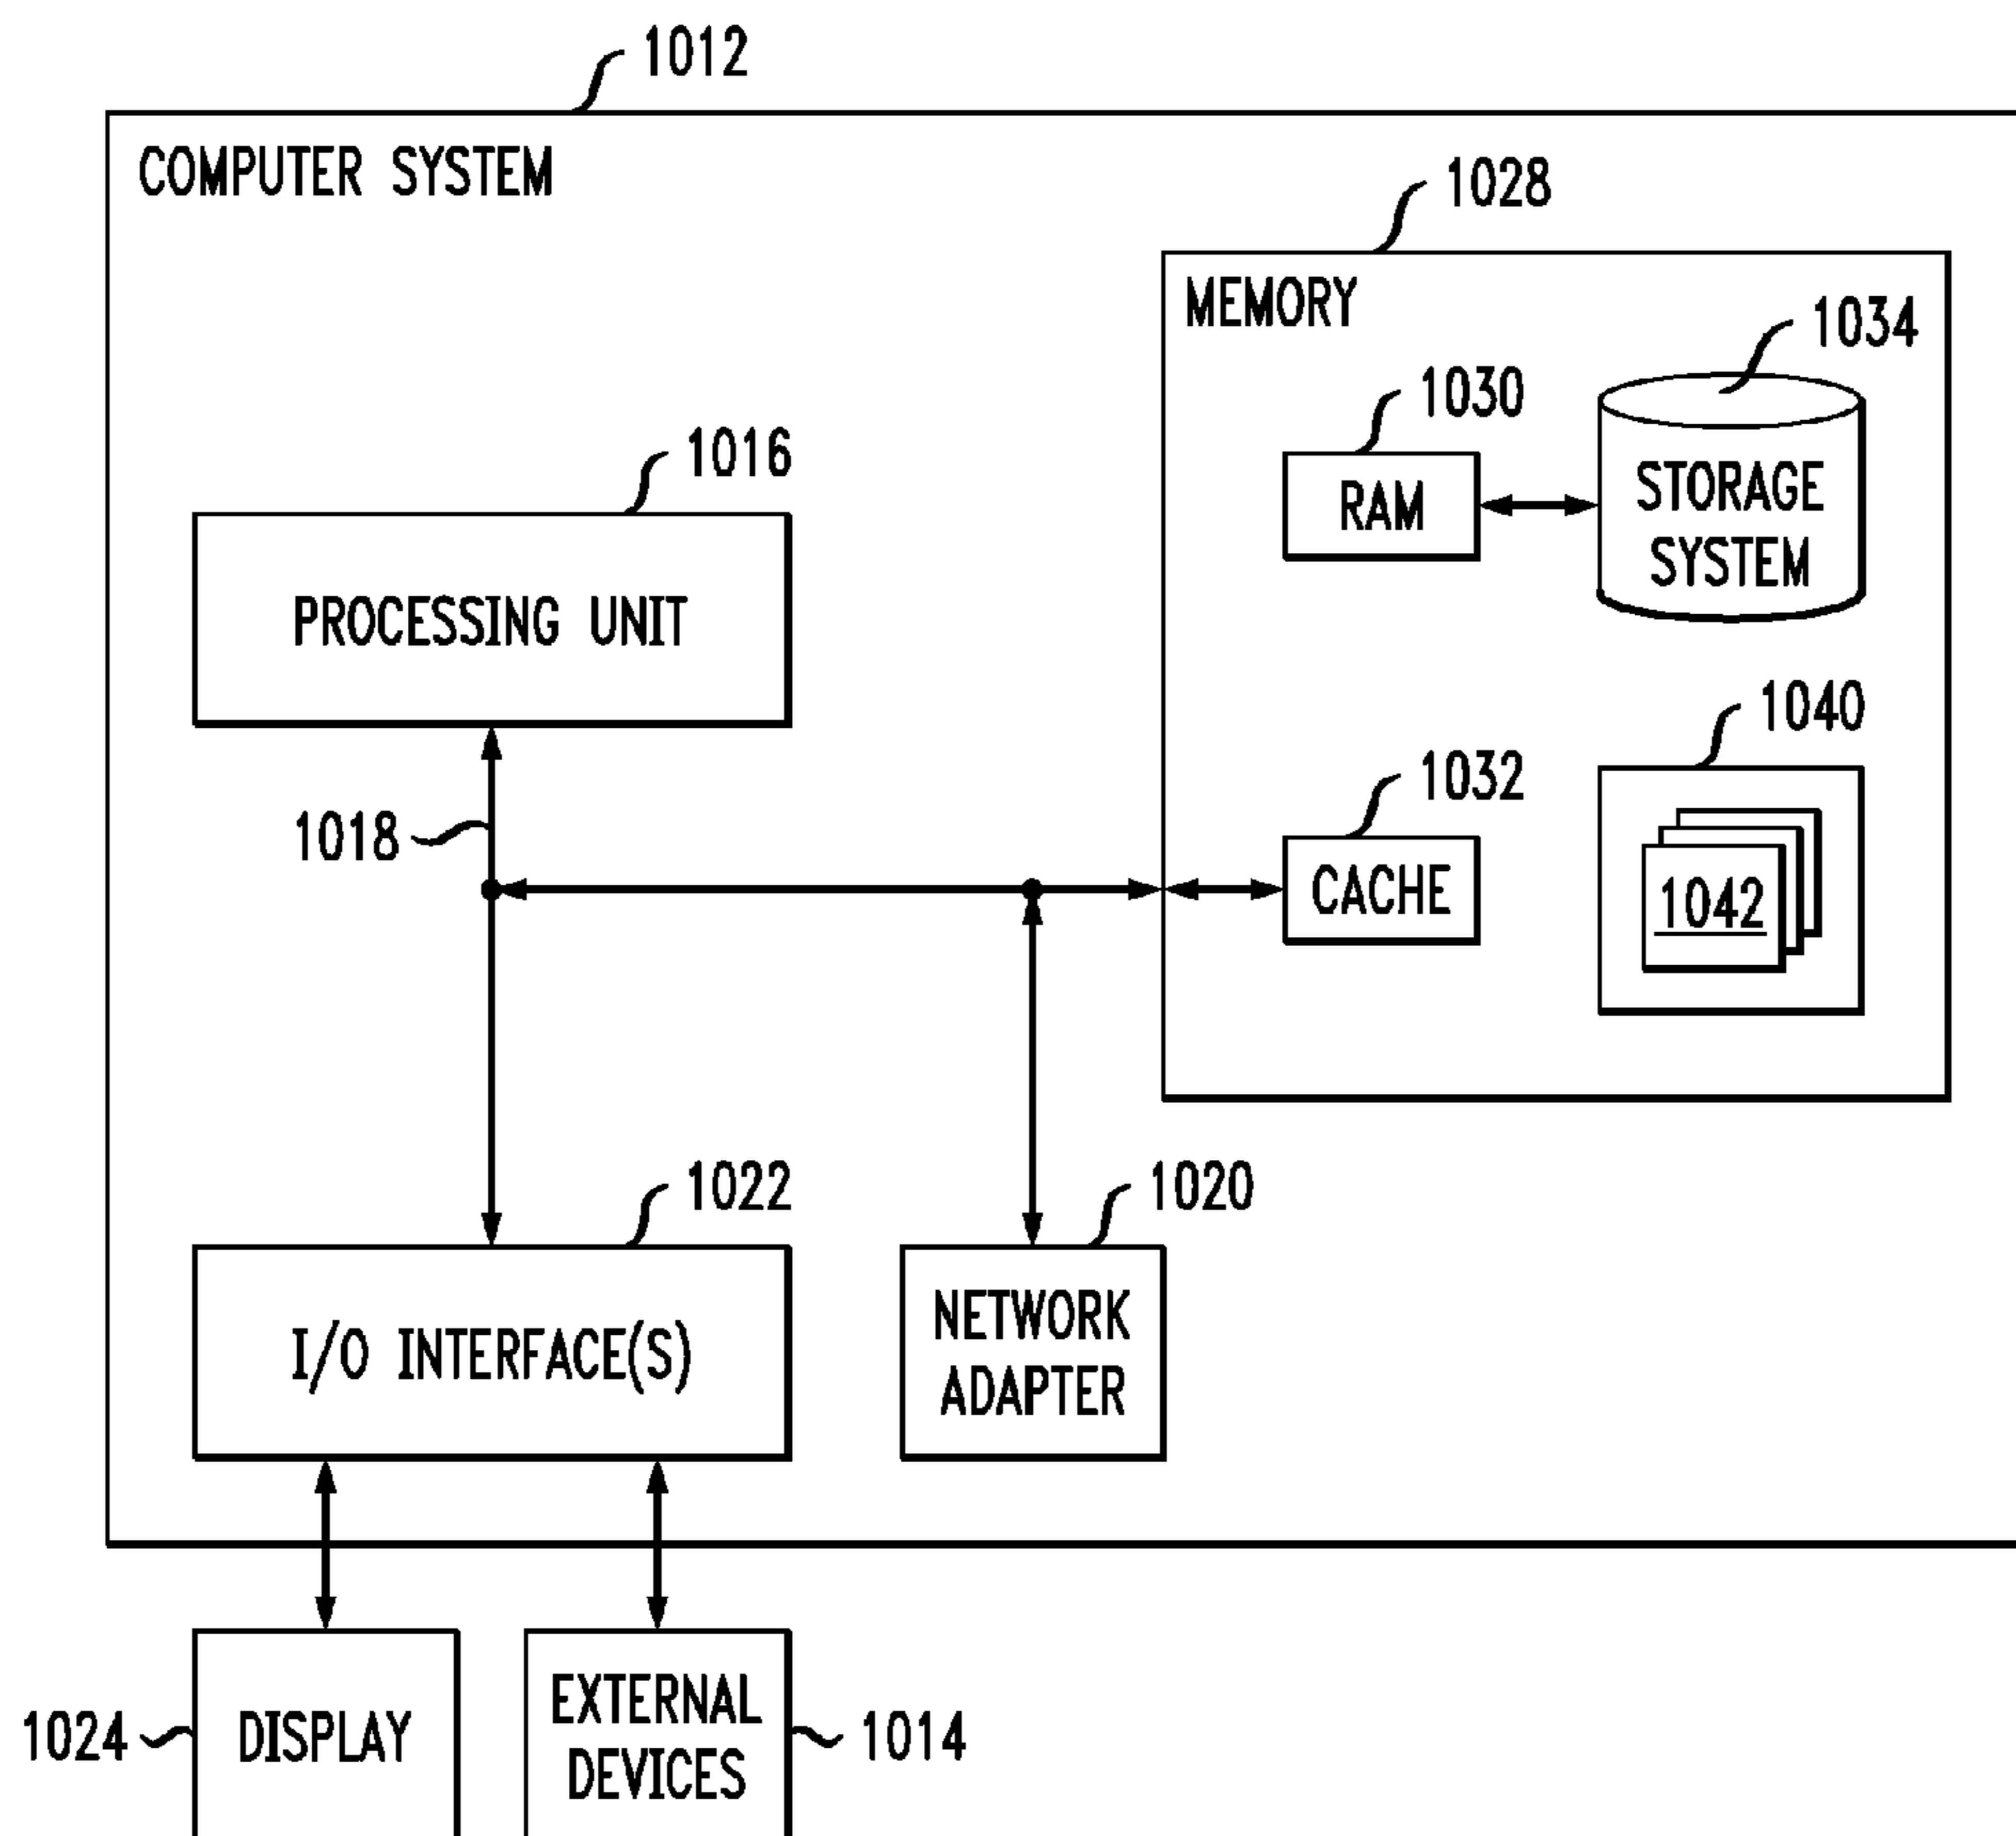 1012
COMPUTER SYSTEM
1028
MEMORY
1034
1030
RAM
STORAGE
SYSTEM
1016
PROCESSING UNIT
1040
1032
1018
CACHE
1042
1022
1020
I/O INTERFACE(S)
NETWORK
ADAPTER
1024
DISPLAY
EXTERNAL
DEVICES
1014